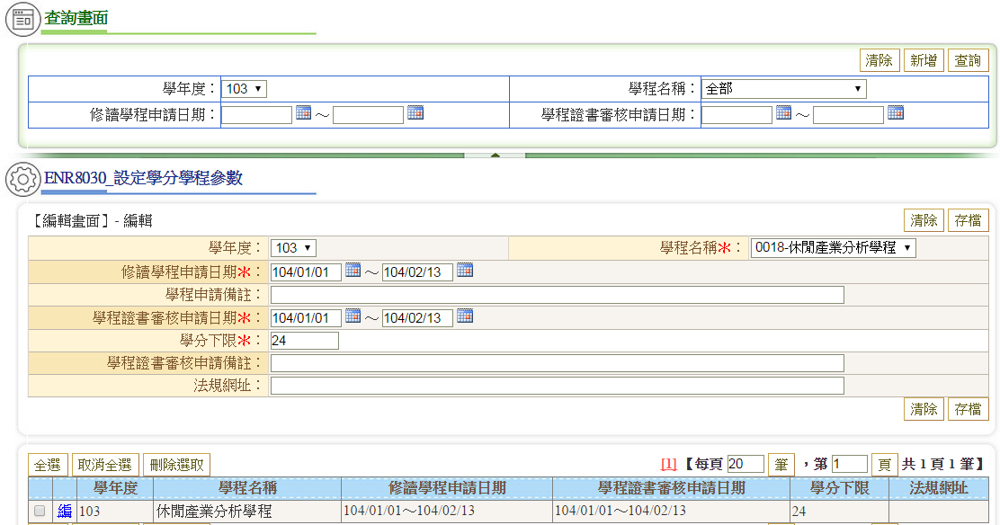 查詢畫面
清除 新增 查詢
學年度： 103 學程名稱： 全部
修讀學程申請日期： ～ 學程證書審核申請日期： ～
ENR8030_設定學分學程參數
【編輯畫面】- 編輯 清除 存檔
學年度： 103 學程名稱＊： 0018-休閒產業分析學程
修讀學程申請日期＊： 104/01/01 ～ 104/02/13
學程申請備註：
學程證書審核申請日期＊： 104/01/01 ～ 104/02/13
學分下限＊： 24
學程證書審核申請備註：
法規網址：
清除 存檔
全選 取消全選 刪除選取 [1] 【每頁 20 筆 ，第 1 頁 共 1 頁 1 筆】
學年度 學程名稱 修讀學程申請日期 學程證書審核申請日期 學分下限 法規網址
編 103 休閒產業分析學程 104/01/01～104/02/13 104/01/01～104/02/13 24